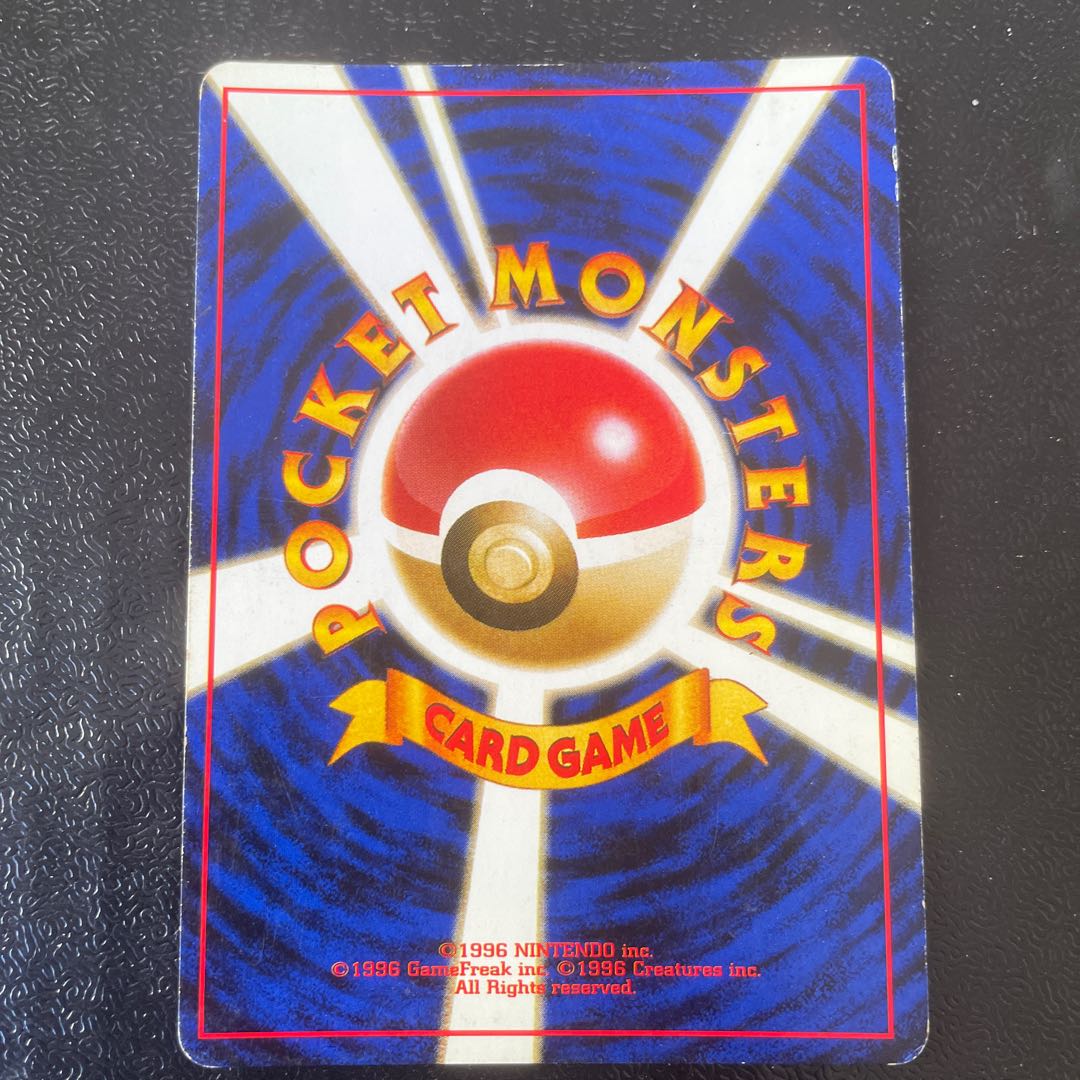 POCKET MONSTERS
CARD GAME
©1996 NINTENDO inc.
©1996 GameFreak inc. ©1996 Creatures inc.
All Rights reserved.